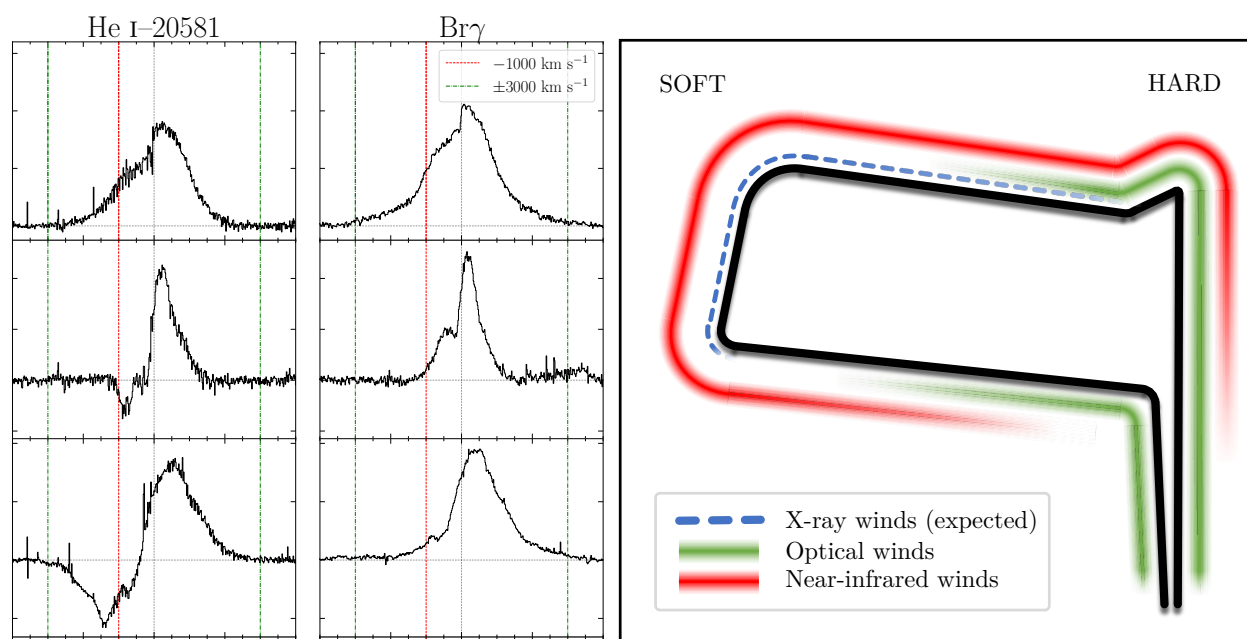 He ɪ–20581
Brγ
−1000 km s⁻¹
±3000 km s⁻¹
SOFT
HARD
X-ray winds (expected)
Optical winds
Near-infrared winds